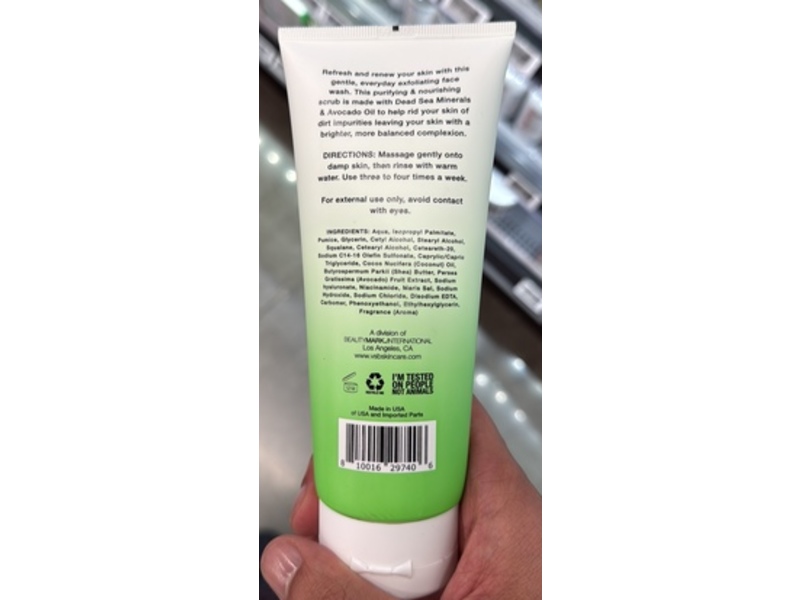 Refresh and renew your skin with this
gentle, everyday exfoliating face
wash. This purifying & nourishing
scrub is made with Dead Sea Minerals
& Avocado Oil to help rid your skin of
dirt impurities leaving your skin with a
brighter, more balanced complexion.
DIRECTIONS: Massage gently onto
damp skin, then rinse with warm
water. Use three to four times a week.
For external use only, avoid contact
with eyes.
INGREDIENTS: Aqua, Isopropyl Palmitate,
Pumice, Glycerin, Cetyl Alcohol, Stearyl Alcohol,
Squalane, Cetearyl Alcohol, Ceteareth-25,
Sodium C14-16 Olefin Sulfonate, Caprylic/Capric
Triglyceride, Cocos Nucifera (Coconut) Oil,
Butyrospermum Parkii (Shea) Butter, Persea
Gratissima (Avocado) Fruit Extract, Sodium
hyaluronate, Niacinamide, Maris Sal, Sodium
Hydroxide, Sodium Chloride, Disodium EDTA,
Carbomer, Phenoxyethanol, Ethylhexylglycerin,
Fragrance (Aroma)
A division of
BEAUTYMARK/INTERNATIONAL
Los Angeles, CA
www.vsbskincare.com
I'M TESTED
ON PEOPLE
NOT ANIMALS
Made in USA
of USA and Imported Parts
8 10016 29740 6